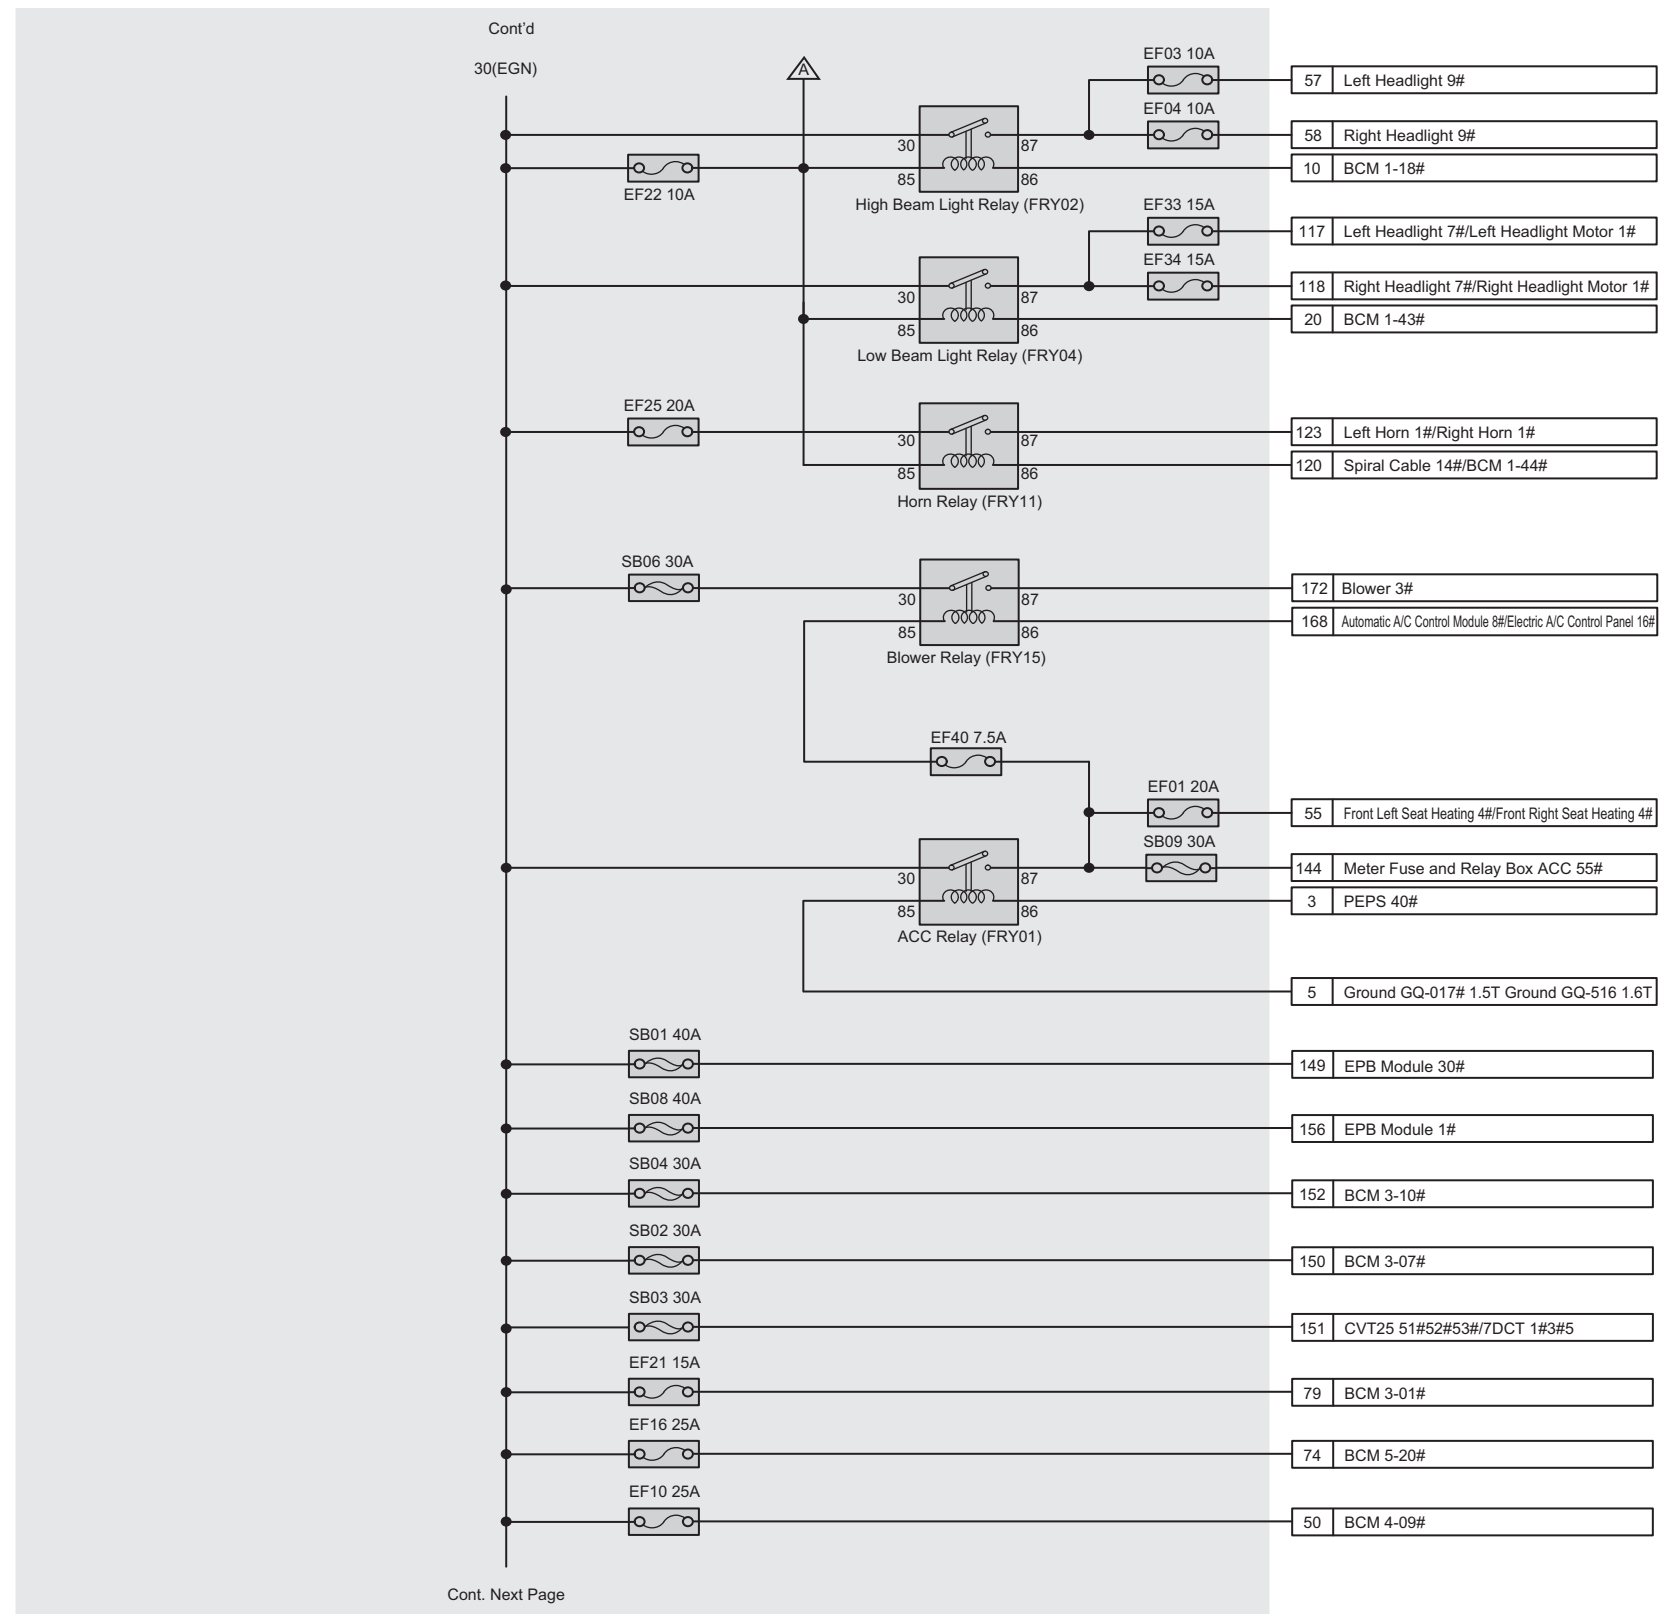 Cont'd
30(EGN)
A
EF03 10A
57 Left Headlight 9#
EF04 10A
58 Right Headlight 9#
30 87
10 BCM 1-18#
85 86
EF22 10A
High Beam Light Relay (FRY02)
EF33 15A
117 Left Headlight 7#/Left Headlight Motor 1#
EF34 15A
118 Right Headlight 7#/Right Headlight Motor 1#
30 87
20 BCM 1-43#
85 86
Low Beam Light Relay (FRY04)
EF25 20A
123 Left Horn 1#/Right Horn 1#
30 87
120 Spiral Cable 14#/BCM 1-44#
85 86
Horn Relay (FRY11)
SB06 30A
172 Blower 3#
30 87
168 Automatic A/C Control Module 8#/Electric A/C Control Panel 16#
85 86
Blower Relay (FRY15)
EF40 7.5A
EF01 20A
55 Front Left Seat Heating 4#/Front Right Seat Heating 4#
SB09 30A
144 Meter Fuse and Relay Box ACC 55#
30 87
3 PEPS 40#
85 86
ACC Relay (FRY01)
5 Ground GQ-017# 1.5T Ground GQ-516 1.6T
SB01 40A
149 EPB Module 30#
SB08 40A
156 EPB Module 1#
SB04 30A
152 BCM 3-10#
SB02 30A
150 BCM 3-07#
SB03 30A
151 CVT25 51#52#53#/7DCT 1#3#5
EF21 15A
79 BCM 3-01#
EF16 25A
74 BCM 5-20#
EF10 25A
50 BCM 4-09#
Cont. Next Page